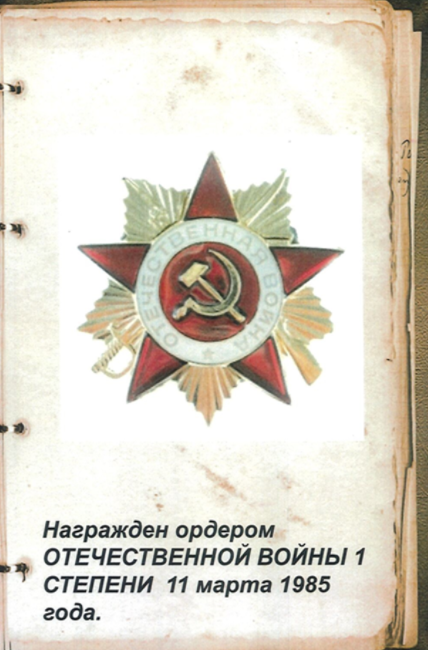 ОТЕЧЕСТВЕННАЯ ВОЙНА
Награжден ордером
ОТЕЧЕСТВЕННОЙ ВОЙНЫ 1
СТЕПЕНИ 11 марта 1985
года.